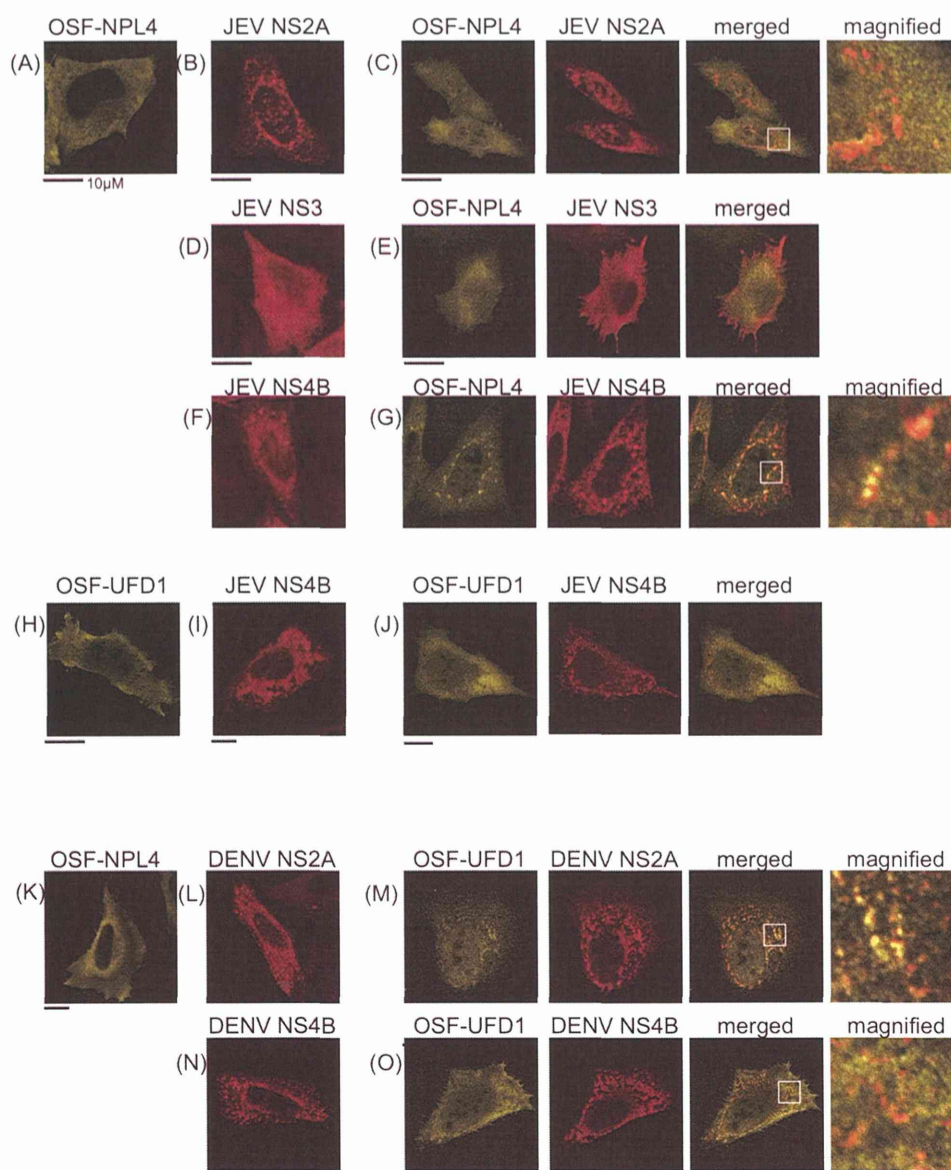 OSF-NPL4 JEV NS2A OSF-NPL4 JEV NS2A merged magnified
(A) (B) (C)
10µM
JEV NS3 OSF-NPL4 JEV NS3 merged
(D) (E)
JEV NS4B OSF-NPL4 JEV NS4B merged magnified
(F) (G)
OSF-UFD1 JEV NS4B OSF-UFD1 JEV NS4B merged
(H) (I) (J)
OSF-NPL4 DENV NS2A OSF-UFD1 DENV NS2A merged magnified
(K) (L) (M)
DENV NS4B OSF-UFD1 DENV NS4B merged magnified
(N) (O)